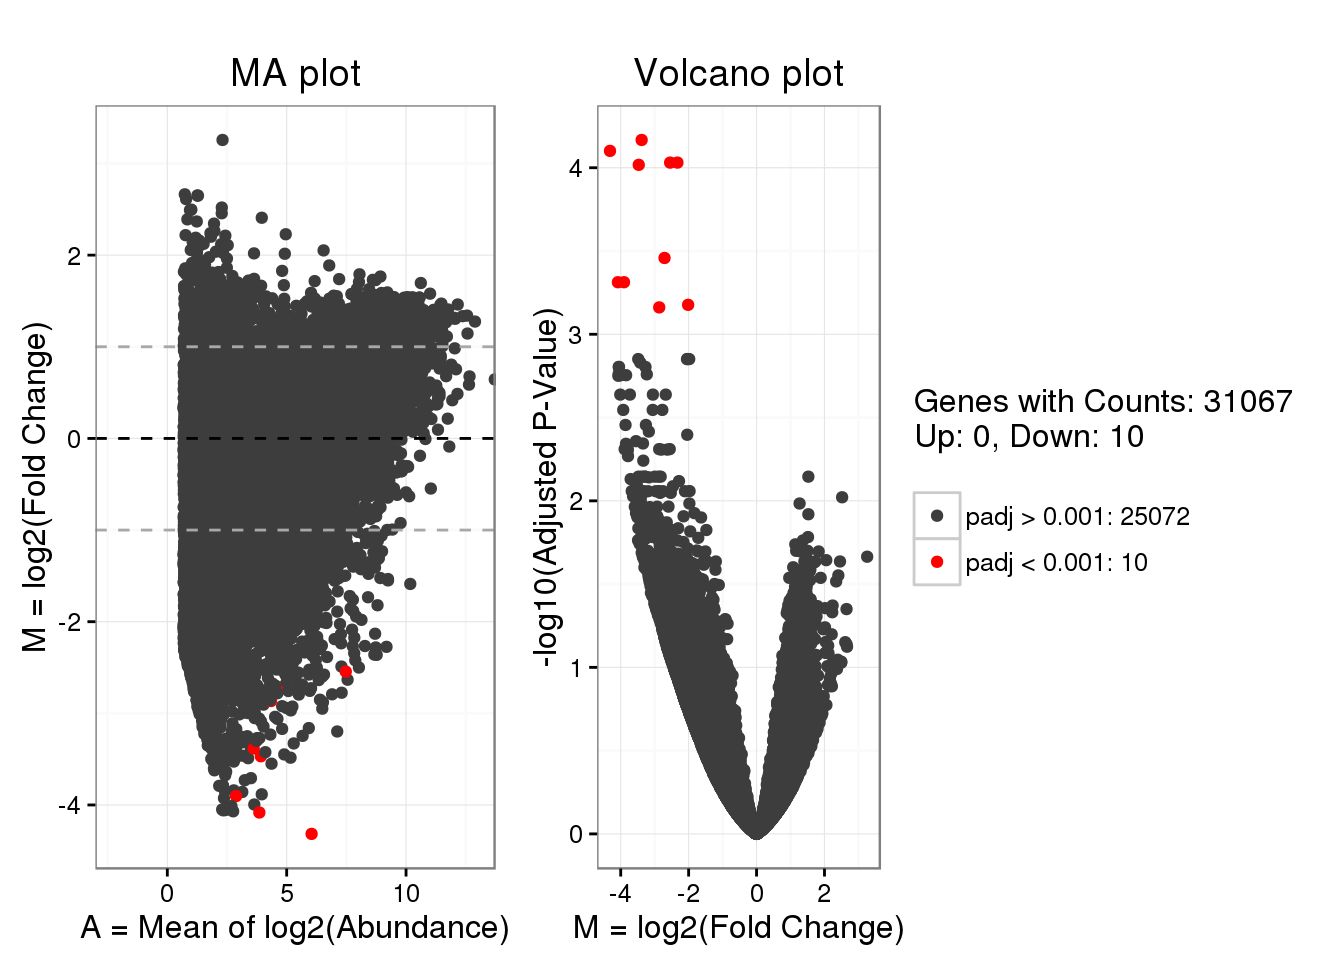 MA plot
Volcano plot
M = log2(Fold Change)
2
0
-2
-4
0
5
10
A = Mean of log2(Abundance)
-log10(Adjusted P-Value)
4
3
2
1
0
-4
-2
0
2
M = log2(Fold Change)
Genes with Counts: 31067
Up: 0, Down: 10
padj > 0.001: 25072
padj < 0.001: 10